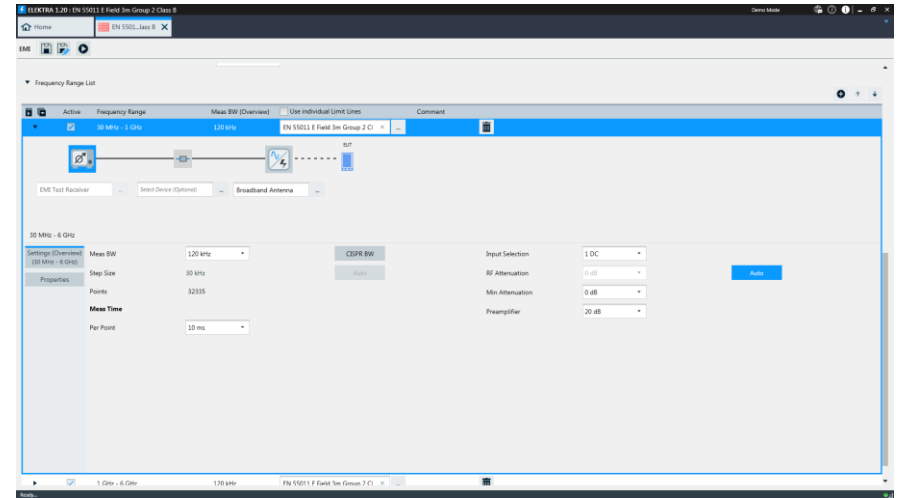 ELEKTRA 1.20 : EN 55011 E Field 3m Group 2 Class B
Demo Mode
Home
EN 5501...lass B
EMI
Frequency Range List
Active Frequency Range Meas BW (Overview) Use individual Limit Lines Comment
30 MHz - 1 GHz 120 kHz EN 55011 E Field 3m Group 2 Cl × ...
EUT
EMI Test Receiver ... Select Device (Optional) ... Broadband Antenna ...
30 MHz - 6 GHz
Settings (Overview)
(30 MHz - 6 GHz)
Properties
Meas BW 120 kHz CISPR BW Input Selection 1 DC
Step Size 30 kHz Auto RF Attenuation 0 dB Auto
Points 32335 Min Attenuation 0 dB
Meas Time Preamplifier 20 dB
Per Point 10 ms
1 GHz - 6 GHz 120 kHz EN 55011 E Field 3m Group 2 Cl × ...
Ready...